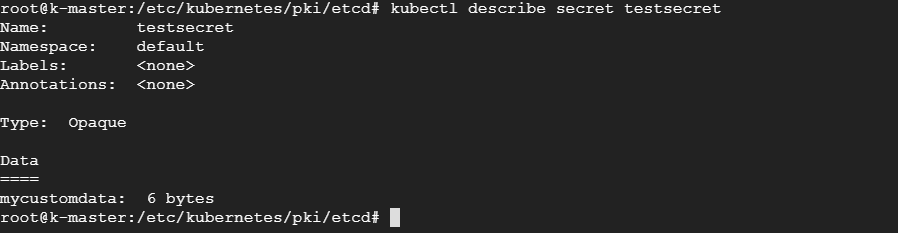 root@k-master:/etc/kubernetes/pki/etcd# kubectl describe secret testsecret
Name:         testsecret
Namespace:    default
Labels:       <none>
Annotations:  <none>

Type:  Opaque

Data
====
mycustomdata:  6 bytes
root@k-master:/etc/kubernetes/pki/etcd#